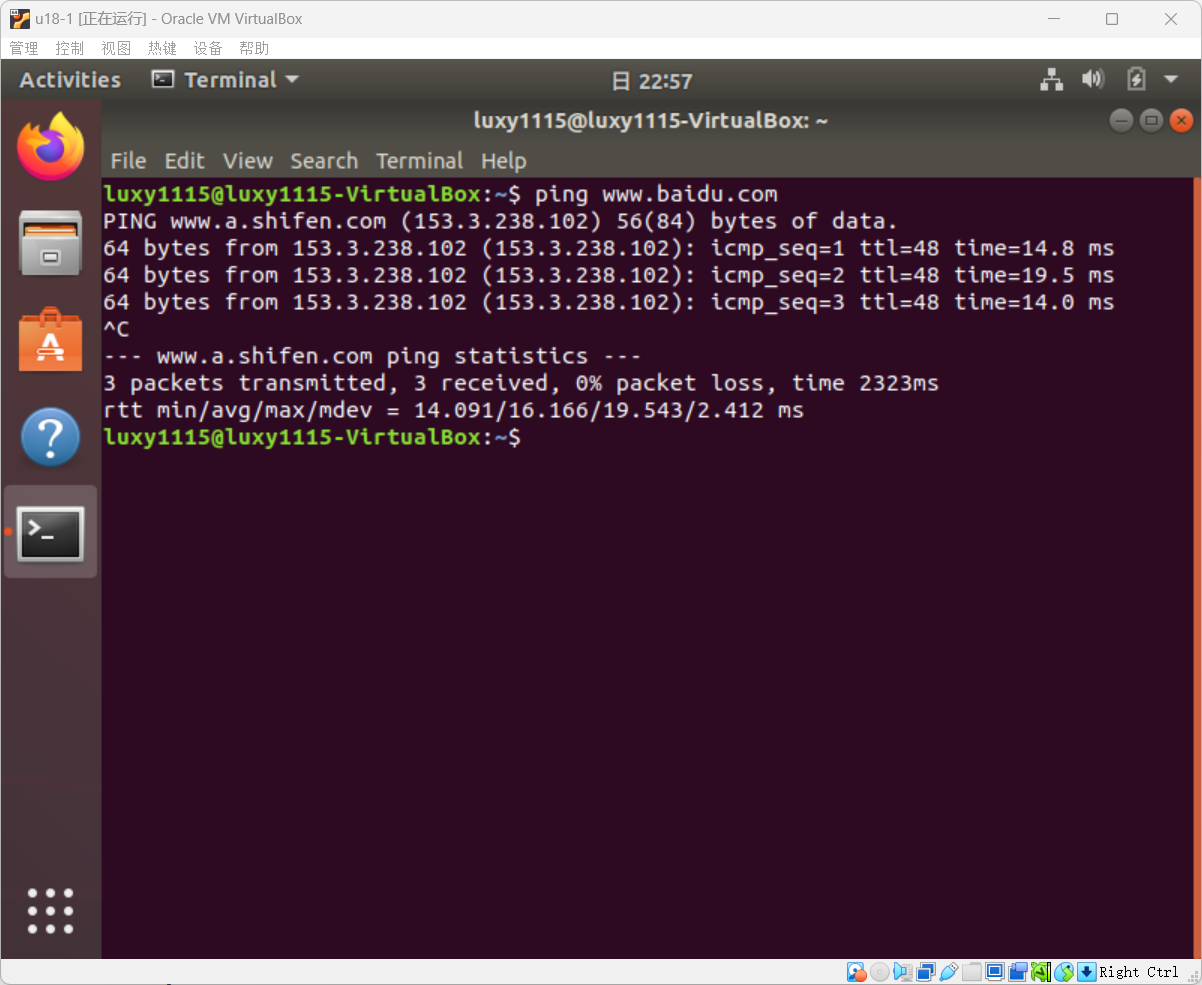 u18-1 [正在运行] - Oracle VM VirtualBox
管理 控制 视图 热键 设备 帮助
Activities Terminal 日 22:57
luxy1115@luxy1115-VirtualBox: ~
File Edit View Search Terminal Help
luxy1115@luxy1115-VirtualBox:~$ ping www.baidu.com
PING www.a.shifen.com (153.3.238.102) 56(84) bytes of data.
64 bytes from 153.3.238.102 (153.3.238.102): icmp_seq=1 ttl=48 time=14.8 ms
64 bytes from 153.3.238.102 (153.3.238.102): icmp_seq=2 ttl=48 time=19.5 ms
64 bytes from 153.3.238.102 (153.3.238.102): icmp_seq=3 ttl=48 time=14.0 ms
^C
--- www.a.shifen.com ping statistics ---
3 packets transmitted, 3 received, 0% packet loss, time 2323ms
rtt min/avg/max/mdev = 14.091/16.166/19.543/2.412 ms
luxy1115@luxy1115-VirtualBox:~$
Right Ctrl